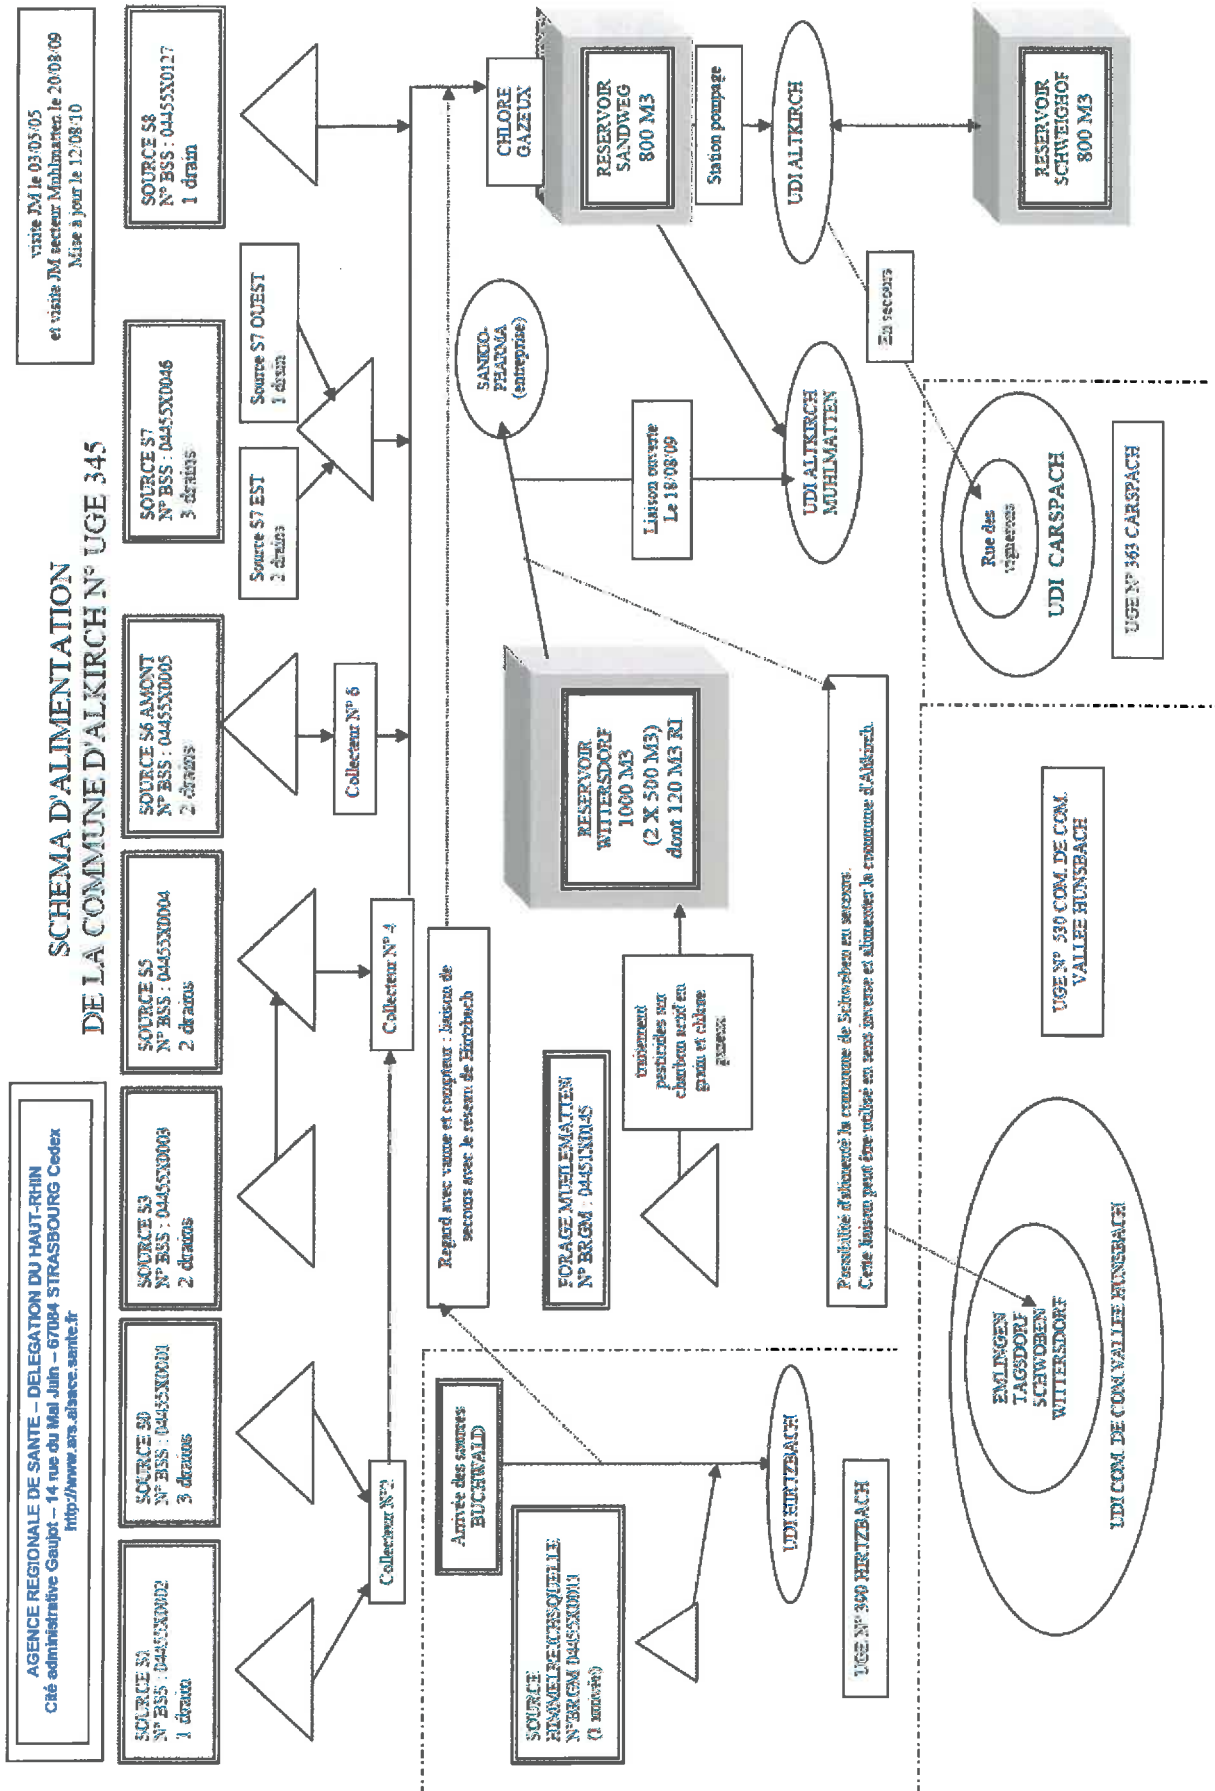 AGENCE REGIONALE DE SANTE – DELEGATION DU HAUT-RHIN
Cité administrative Gaujot – 14 rue du Mal Juin – 67084 STRASBOURG Cedex
http://www.ars.alsace.sante.fr
SCHEMA D'ALIMENTATION
DE LA COMMUNE D'ALKIRCH N° UGE 345
visite JM le 03/05/05
et visite JM secteur Muhlmatten le 20/08/09
Mise à jour le 12/08/10
SOURCE S1
N° BSS : 04455X0002
1 drain
SOURCE S0
N° BSS : 04455X0001
3 drains
SOURCE S3
N° BSS : 04455X0003
2 drains
SOURCE S5
N° BSS : 04455X0004
2 drains
SOURCE S6 AMONT
N° BSS : 04455X0005
2 drains
SOURCE S7
N° BSS : 04455X0046
3 drains
SOURCE S8
N° BSS : 04455X0127
1 drain
Source S7 EST
2 drains
Source S7 OUEST
1 drain
Collecteur N°2
Collecteur N° 4
Collecteur N° 6
Arrivée des sources
BUCHWALD
Regard avec vanne et compteur : liaison de
secours avec le réseau de Hirtzbach
SANKIO-
PHARMA
(entreprise)
CHLORE
GAZEUX
SOURCE
HIMMELREICHSQUELLE
N°BRGM 04455X0011
FORAGE MUHLEMATTEN
N° BRGM : 04451X0145
traitement
pesticides sur
charbon actif en
grain et chlore
gazeux
RESERVOIR
WITTERSDORF
1000 M3
(2 X 500 M3)
dont 120 M3 RI
Liaison ouverte
Le 18/08/09
RESERVOIR
SANDWEG
800 M3
Station pompage
UDI HIRTZBACH
UDI ALTKIRCH
MUHLMATTEN
UDI ALTKIRCH
UGE N° 390 HIRTZBACH
Possibilité d'alimenté la commune de Schwoben en secours.
Cette liaison peut être utilisé en sens inverse et alimenter la commune d'Altkirch
En secours
EMLINGEN
TAGSDORF
SCHWOBEN
WITTERSDORF
UDI COM. DE COM. VALLEE HUNSBACH
UGE N° 530 COM. DE COM.
VALLEE HUNSBACH
Rue des
vignerons
UDI CARSPACH
UGE N° 363 CARSPACH
RESERVOIR
SCHWEIGHOF
800 M3